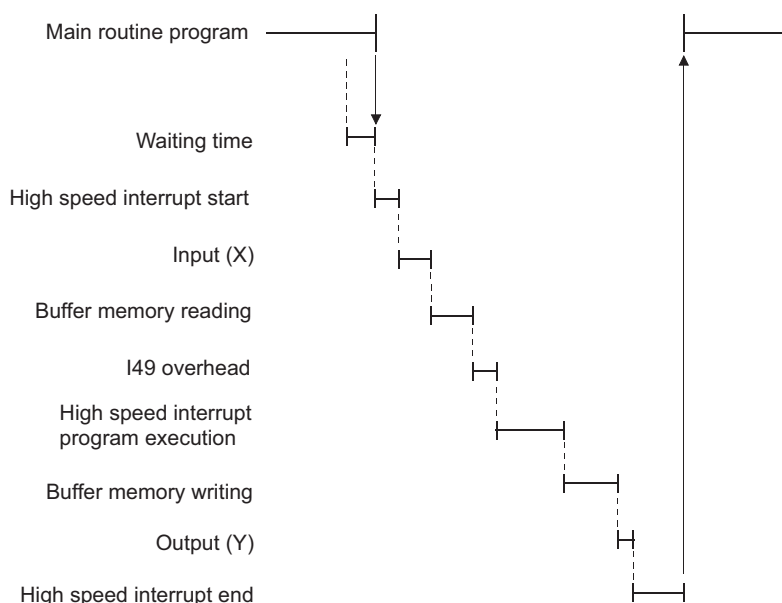 Main routine program
Waiting time
High speed interrupt start
Input (X)
Buffer memory reading
I49 overhead
High speed interrupt
program execution
Buffer memory writing
Output (Y)
High speed interrupt end